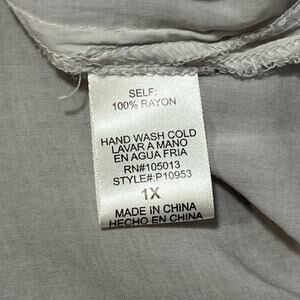 SELF:
100% RAYON
HAND WASH COLD
LAVAR A MANO
EN AGUA FRIA
RN#105013
STYLE#:P10953
1X
MADE IN CHINA
HECHO EN CHINA